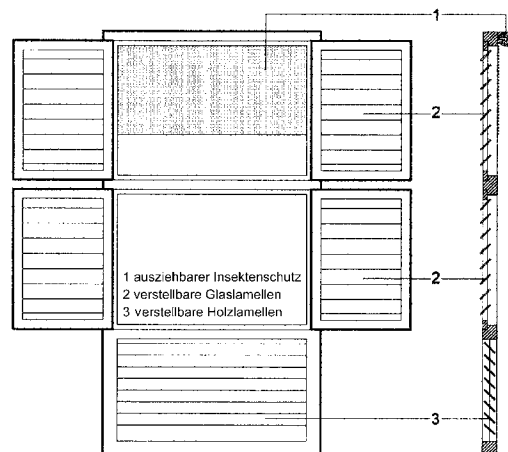 1
2
1 ausziehbarer Insektenschutz
2 verstellbare Glaslamellen
3 verstellbare Holzlamellen
2
3